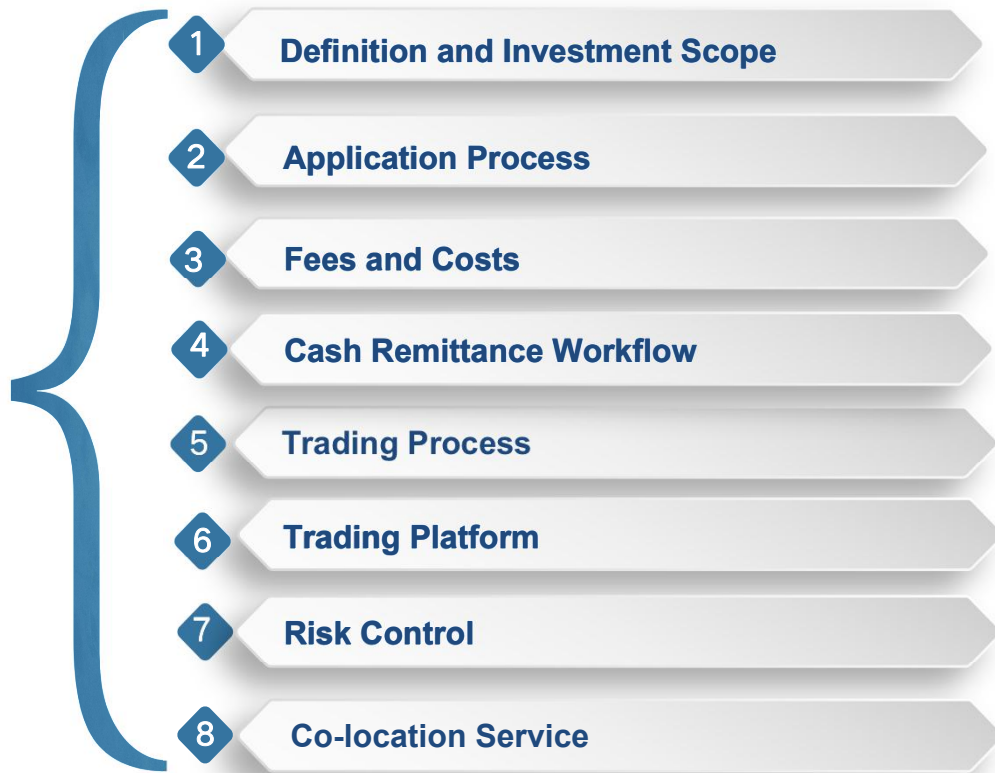 1 Definition and Investment Scope
2 Application Process
3 Fees and Costs
4 Cash Remittance Workflow
5 Trading Process
6 Trading Platform
7 Risk Control
8 Co-location Service